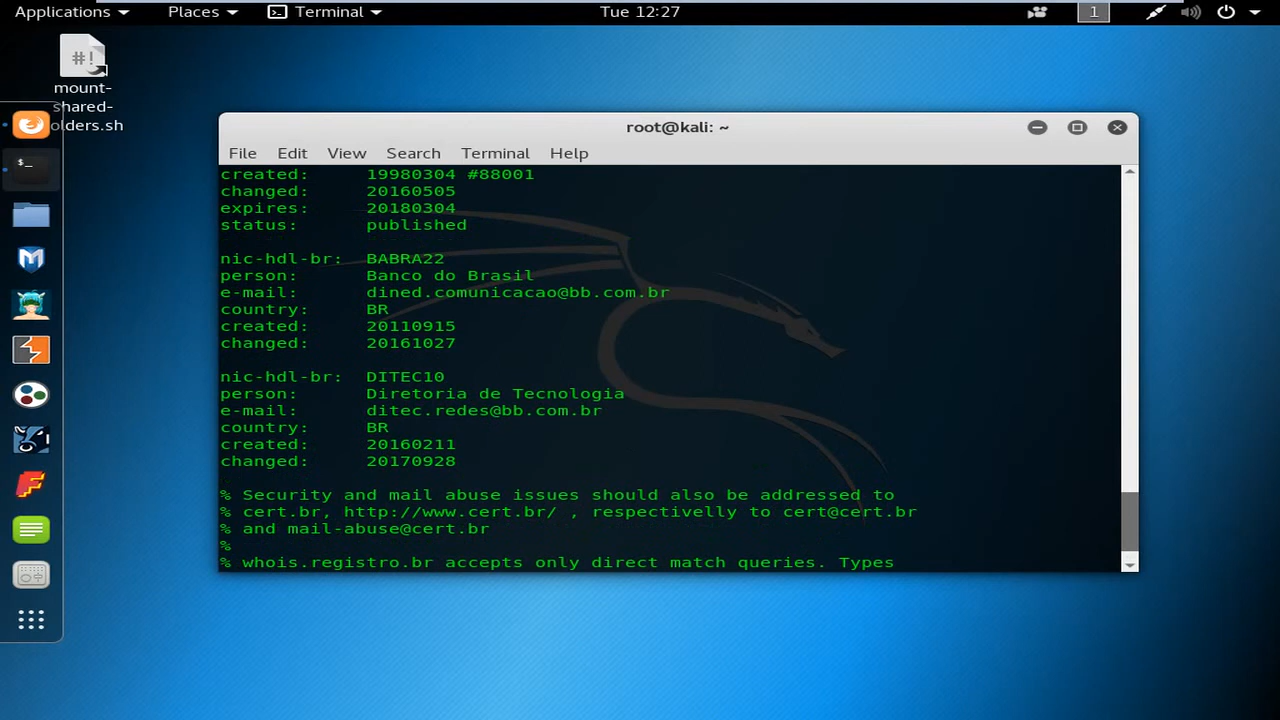 Applications Places Terminal Tue 12:27 1
#!
mount-
shared-
olders.sh
root@kali: ~
File Edit View Search Terminal Help
$_
created: 19980304 #88001
changed: 20160505
expires: 20180304
status: published
nic-hdl-br: BABRA22
person: Banco do Brasil
e-mail: dined.comunicacao@bb.com.br
country: BR
created: 20110915
changed: 20161027
nic-hdl-br: DITEC10
person: Diretoria de Tecnologia
e-mail: ditec.redes@bb.com.br
country: BR
created: 20160211
changed: 20170928
% Security and mail abuse issues should also be addressed to
% cert.br, http://www.cert.br/ , respectivelly to cert@cert.br
% and mail-abuse@cert.br
%
% whois.registro.br accepts only direct match queries. Types